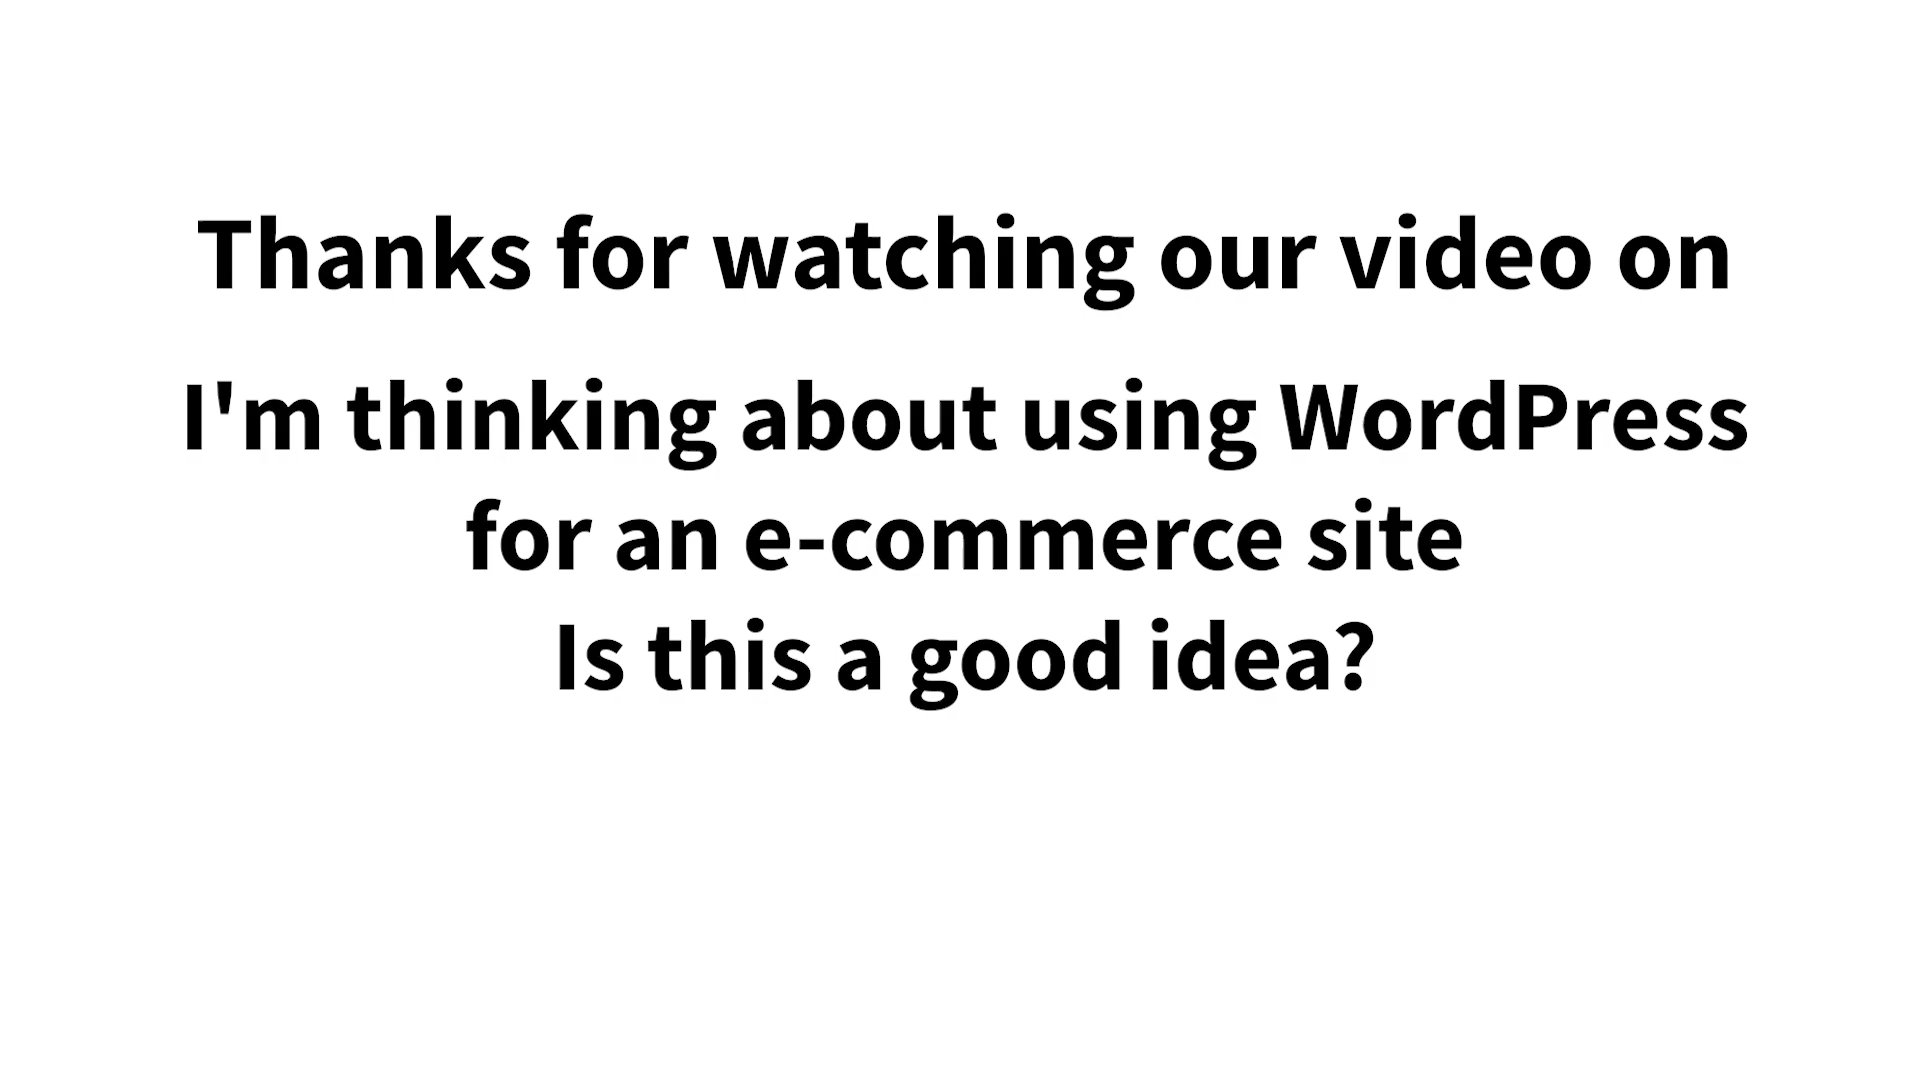 Thanks for watching our video on
I'm thinking about using WordPress
for an e-commerce site
Is this a good idea?